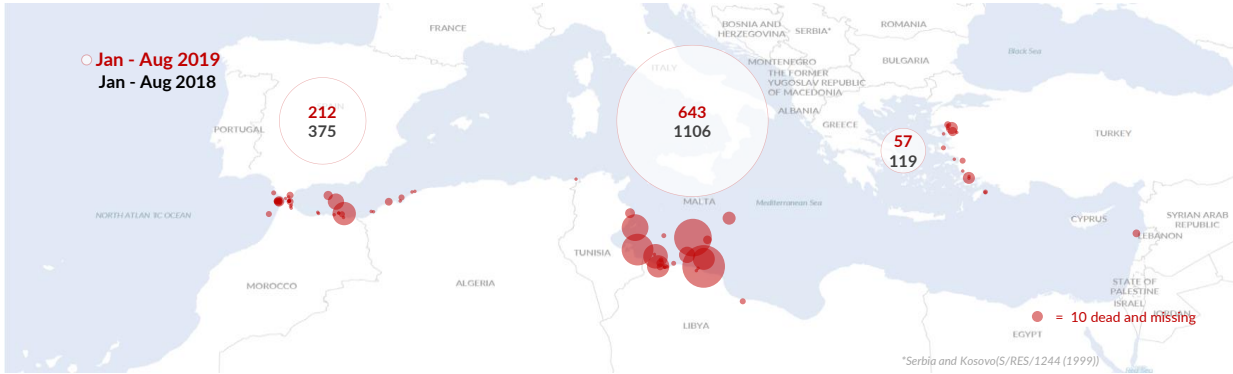 BOSNIA AND
HERZEGOVINA
SERBIA*
ROMANIA
FRANCE
Black Sea
Jan - Aug 2019
Jan - Aug 2018
ITALY
MONTENEGRO
BULGARIA
THE FORMER
YUGOSLAV REPUBLIC
OF MACEDONIA
212
375
643
1106
ALBANIA
GREECE
PORTUGAL
TURKEY
57
119
NORTH ATLANTIC OCEAN
MALTA
Mediterranean Sea
CYPRUS
SYRIAN ARAB
REPUBLIC
LEBANON
TUNISIA
MOROCCO
ALGERIA
STATE OF
PALESTINE
ISRAEL
JORDAN
= 10 dead and missing
LIBYA
EGYPT
*Serbia and Kosovo(S/RES/1244 (1999))